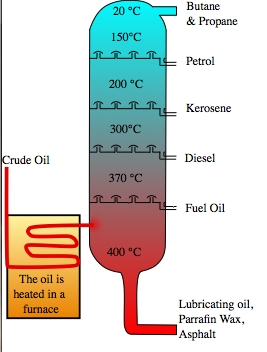 20 °C
Butane
& Propane
150°C
Petrol
200 °C
Kerosene
300°C
Diesel
Crude Oil
370 °C
Fuel Oil
400 °C
The oil is
heated in a
furnace
Lubricating oil,
Parrafin Wax,
Asphalt